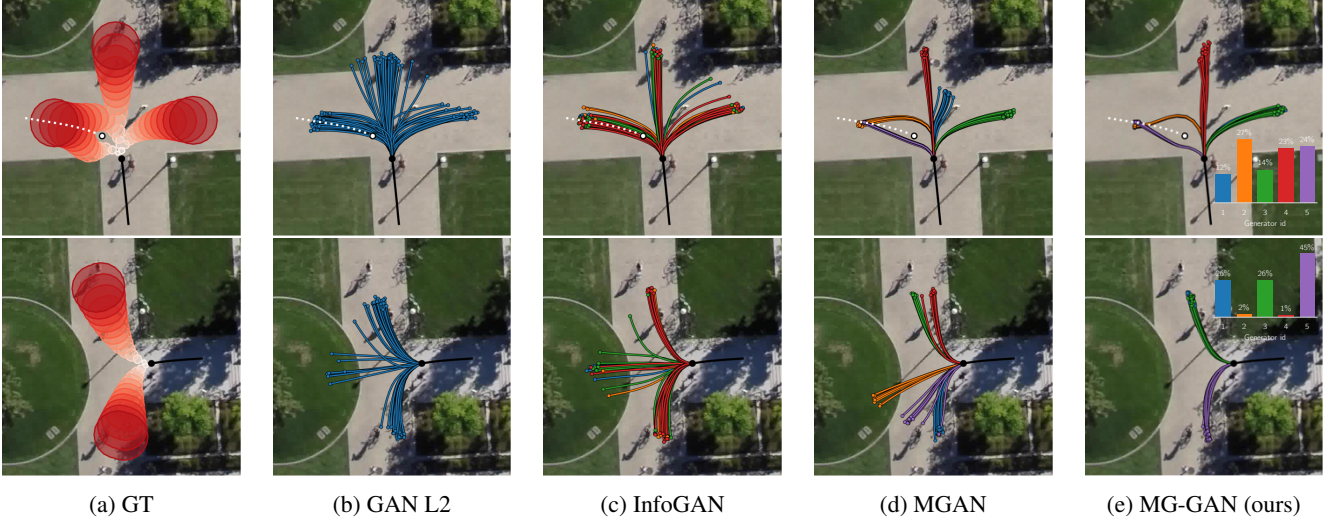 12%
27%
14%
23%
24%
1 2 3 4 5
Generator id
26%
2%
26%
1%
45%
1 2 3 4 5
Generator id
(a) GT
(b) GAN L2
(c) InfoGAN
(d) MGAN
(e) MG-GAN (ours)